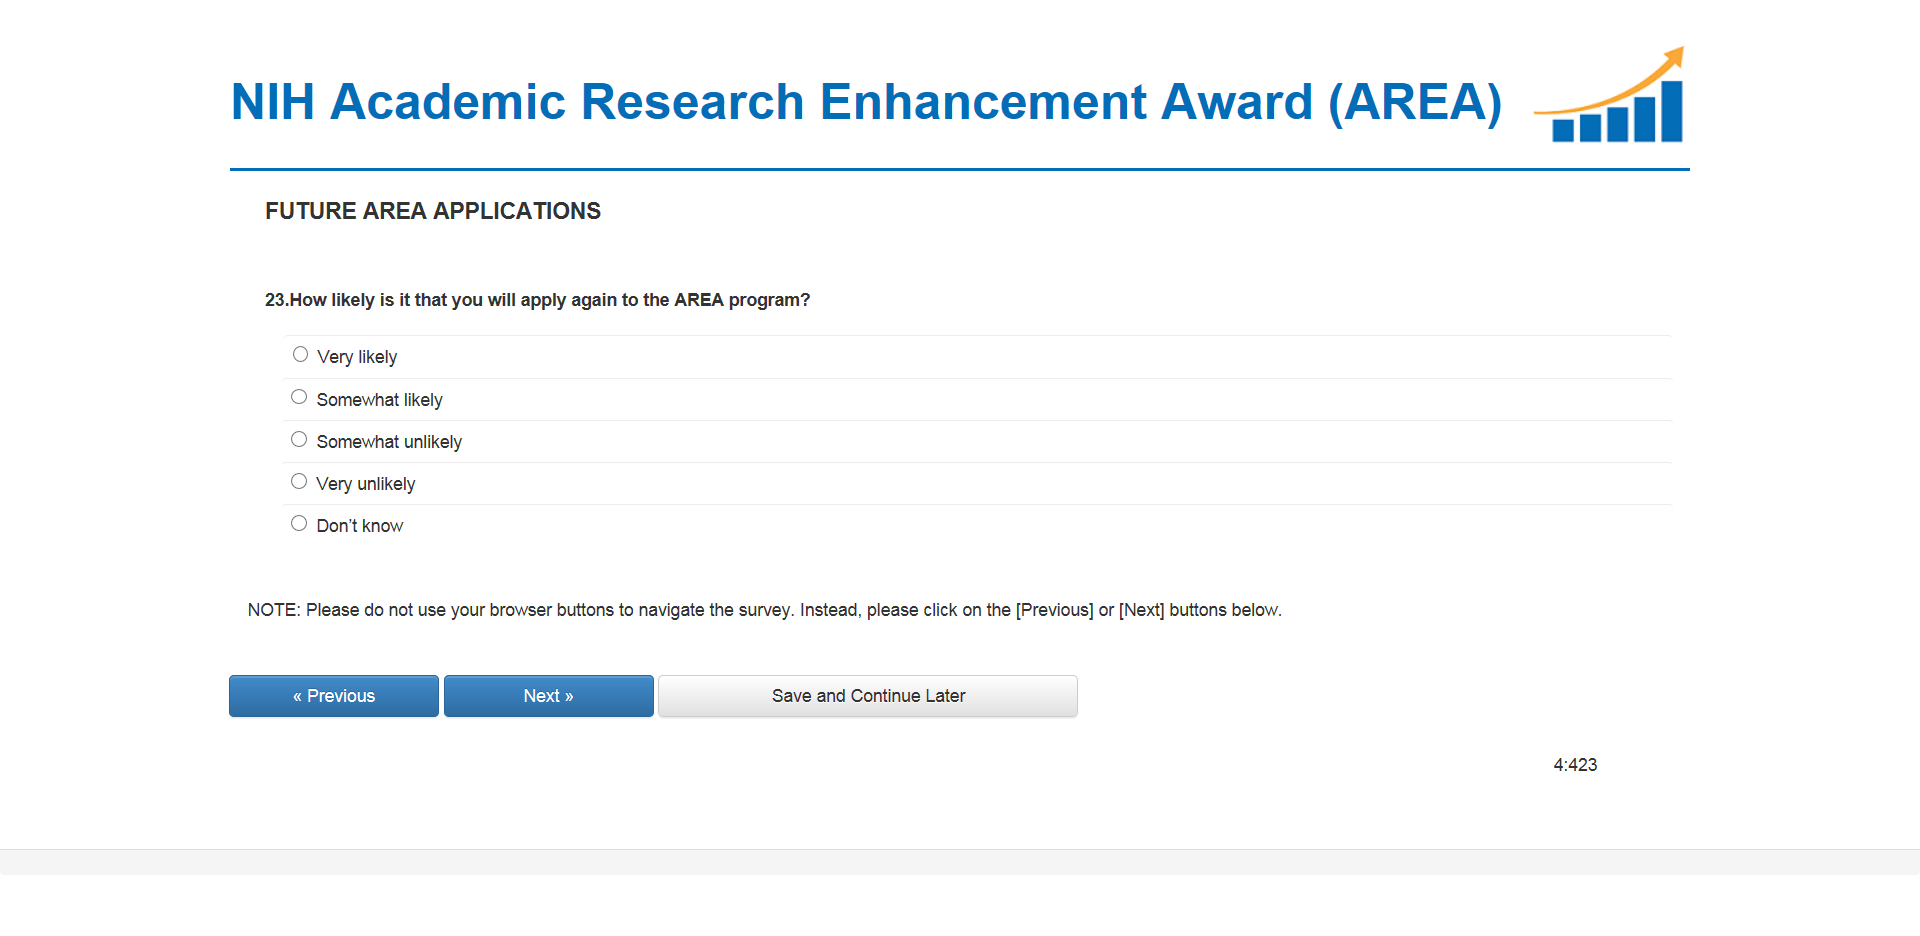 NIH Academic Research Enhancement Award (AREA)
FUTURE AREA APPLICATIONS
23.How likely is it that you will apply again to the AREA program?
Very likely
Somewhat likely
Somewhat unlikely
Very unlikely
Don't know
NOTE: Please do not use your browser buttons to navigate the survey. Instead, please click on the [Previous] or [Next] buttons below.
« Previous
Next »
Save and Continue Later
4:423